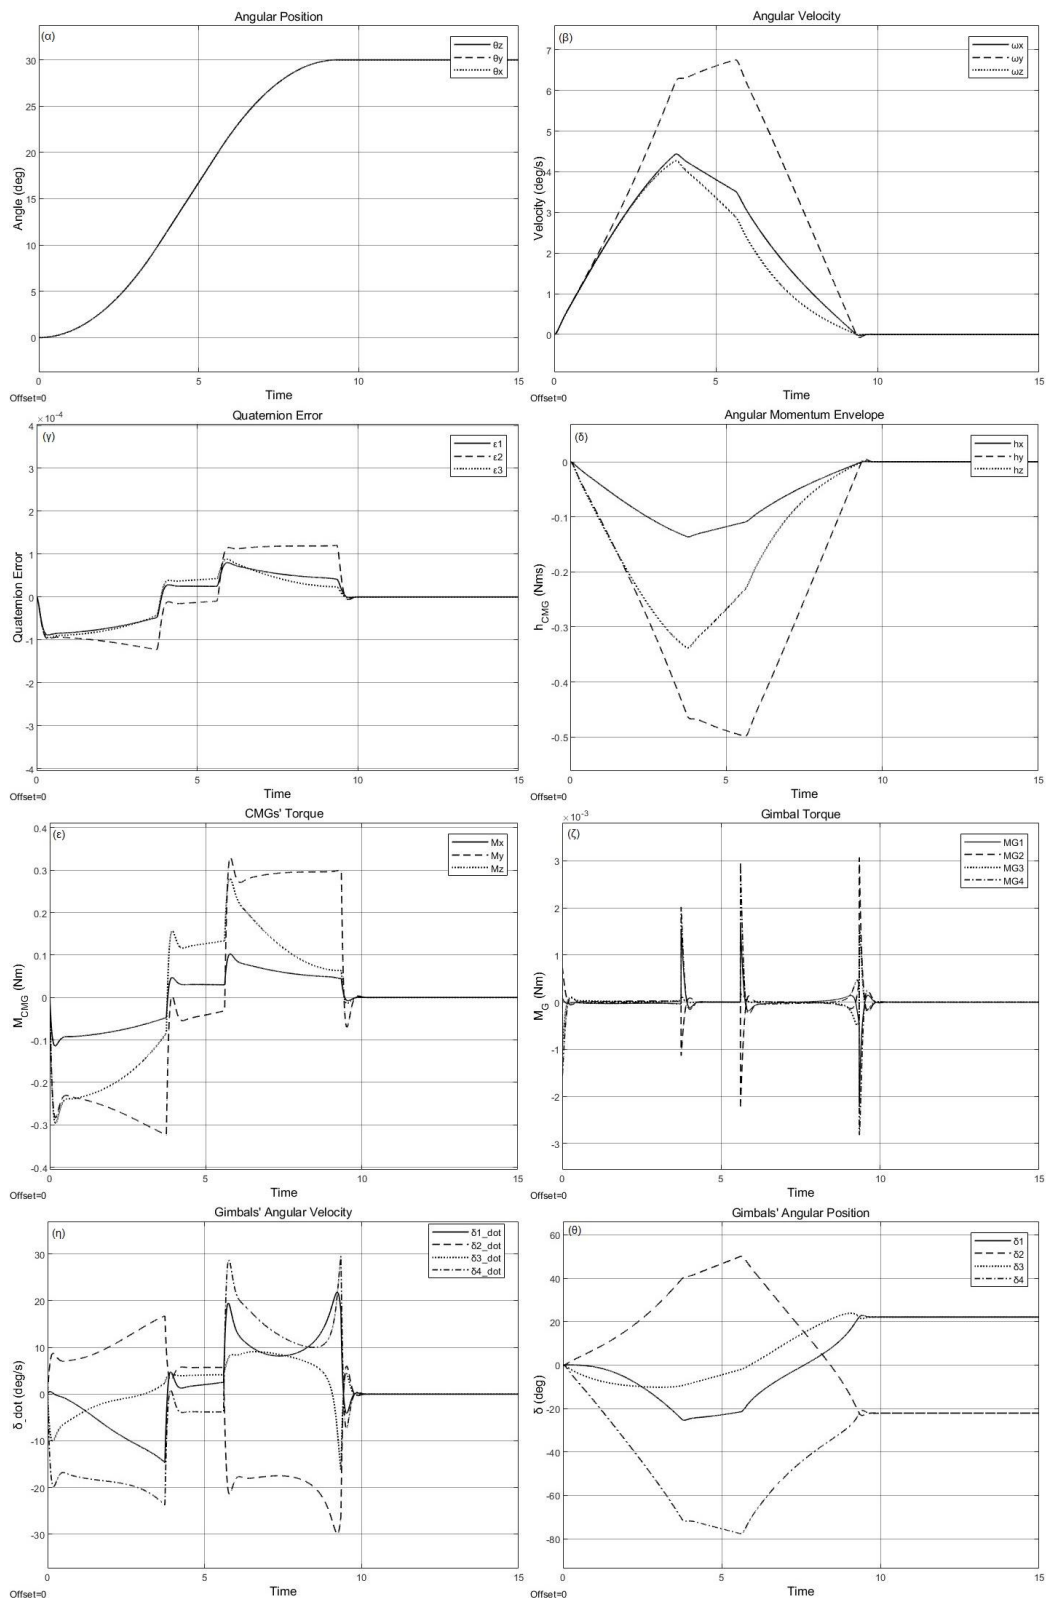 Angular Position
(α)
θz
θy
θx
30
25
20
15
10
5
0
Angle (deg)
0 5 10 15
Time
Offset=0
Angular Velocity
(β)
ωx
ωy
ωz
7
6
5
4
3
2
1
0
Velocity (deg/s)
0 5 10 15
Time
Offset=0
Quaternion Error
×10⁻⁴
(γ)
ε1
ε2
ε3
4
3
2
1
0
-1
-2
-3
-4
Quaternion Error
0 5 10 15
Time
Offset=0
Angular Momentum Envelope
(δ)
hx
hy
hz
0
-0.1
-0.2
-0.3
-0.4
-0.5
h_CMG (Nms)
0 5 10 15
Time
Offset=0
CMGs' Torque
(ε)
Mx
My
Mz
0.4
0.3
0.2
0.1
0
-0.1
-0.2
-0.3
-0.4
M_CMG (Nm)
0 5 10 15
Time
Offset=0
Gimbal Torque
×10⁻³
(ζ)
MG1
MG2
MG3
MG4
3
2
1
0
-1
-2
-3
M_G (Nm)
0 5 10 15
Time
Offset=0
Gimbals' Angular Velocity
(η)
δ1_dot
δ2_dot
δ3_dot
δ4_dot
30
20
10
0
-10
-20
-30
δ_dot (deg/s)
0 5 10 15
Time
Offset=0
Gimbals' Angular Position
(θ)
δ1
δ2
δ3
δ4
60
40
20
0
-20
-40
-60
-80
δ (deg)
0 5 10 15
Time
Offset=0